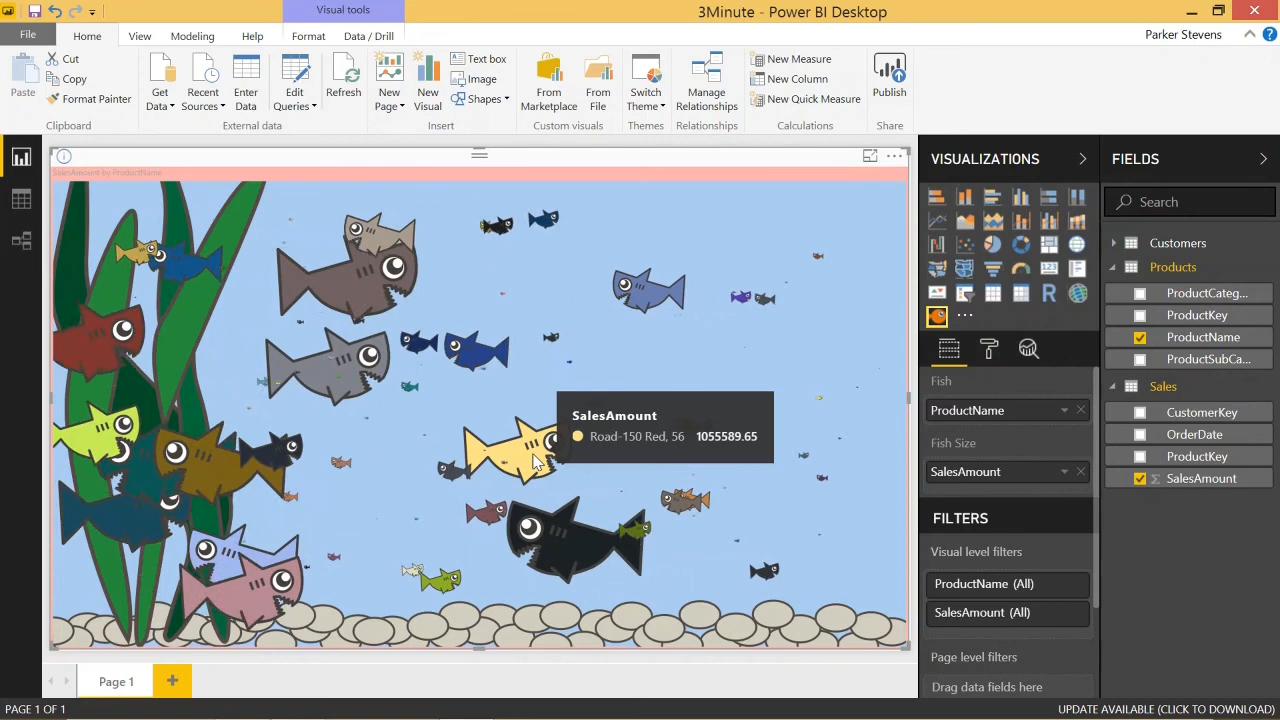 Visual tools
3Minute - Power BI Desktop
File
Home
View
Modeling
Help
Format
Data / Drill
Parker Stevens
Paste
Cut
Copy
Format Painter
Clipboard
Get Data
Recent Sources
Enter Data
Edit Queries
Refresh
External data
New Page
New Visual
Text box
Image
Shapes
Insert
From Marketplace
From File
Custom visuals
Switch Theme
Themes
Manage Relationships
Relationships
New Measure
New Column
New Quick Measure
Calculations
Publish
Share
SalesAmount by ProductName
SalesAmount
Road-150 Red, 56 1055589.65
VISUALIZATIONS
123
R
Fish
ProductName
Fish Size
SalesAmount
FILTERS
Visual level filters
ProductName (All)
SalesAmount (All)
Page level filters
Drag data fields here
FIELDS
Search
Customers
Products
ProductCateg...
ProductKey
ProductName
ProductSubCa...
Sales
CustomerKey
OrderDate
ProductKey
Σ SalesAmount
Page 1
PAGE 1 OF 1
UPDATE AVAILABLE (CLICK TO DOWNLOAD)